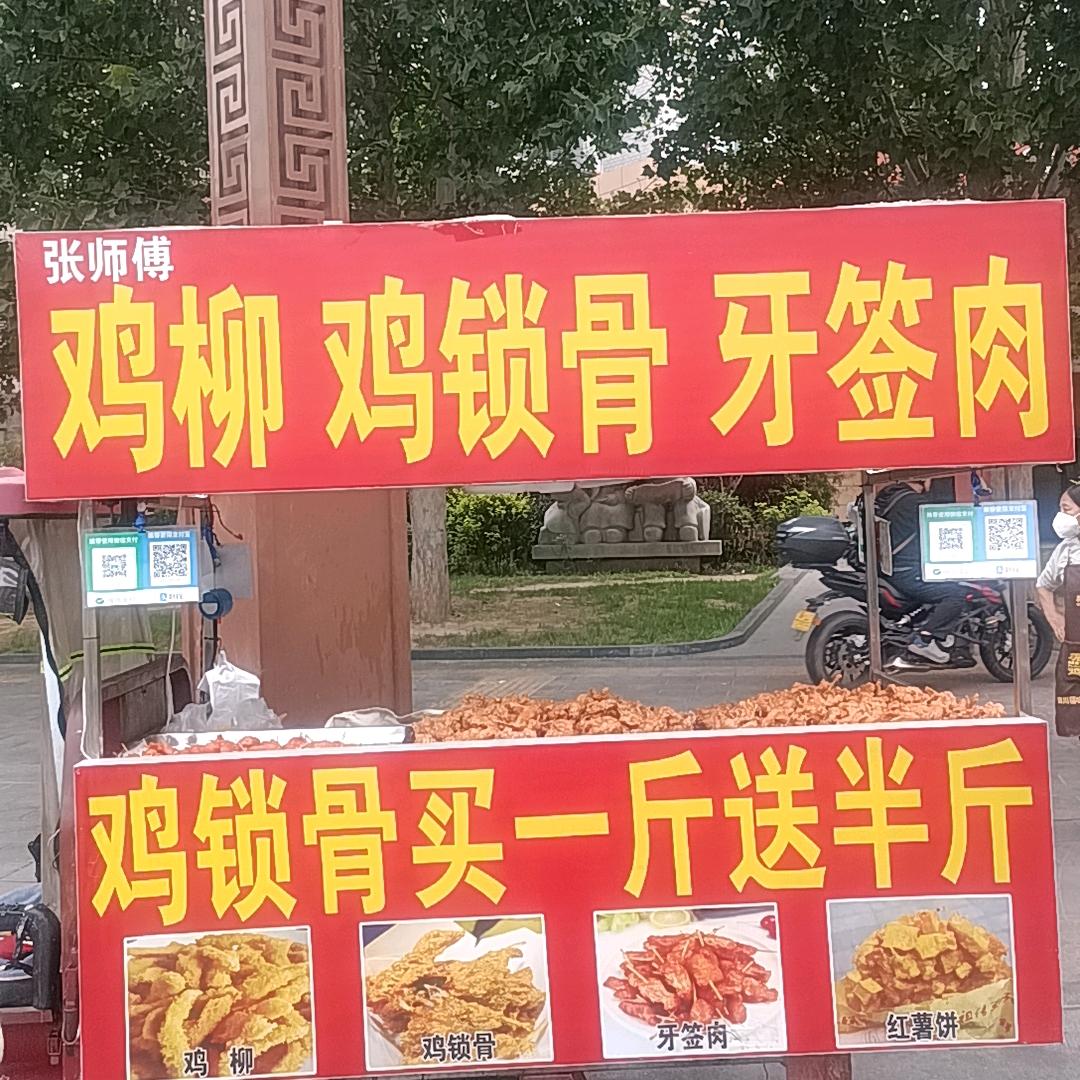 张师傅
鸡柳 鸡锁骨 牙签肉
鸡锁骨买一斤送半斤
鸡 柳
鸡锁骨
牙签肉
红薯饼